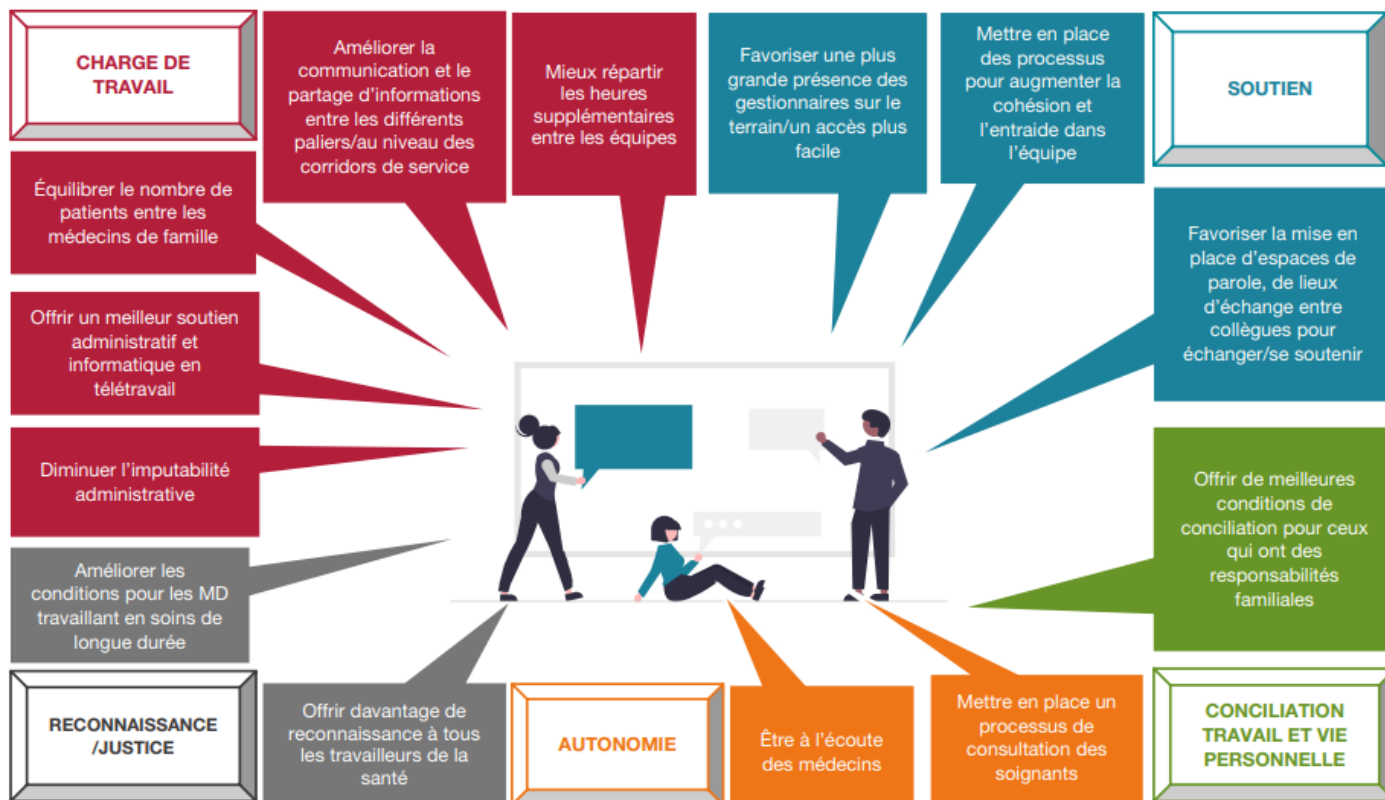 CHARGE DE
TRAVAIL
Améliorer la
communication et le
partage d'informations
entre les différents
paliers/au niveau des
corridors de service
Mieux répartir
les heures
supplémentaires
entre les équipes
Favoriser une plus
grande présence des
gestionnaires sur le
terrain/un accès plus
facile
Mettre en place
des processus
pour augmenter la
cohésion et
l'entraide dans
l'équipe
SOUTIEN
Équilibrer le nombre de
patients entre les
médecins de famille
Favoriser la mise en
place d'espaces de
parole, de lieux
d'échange entre
collègues pour
échanger/se soutenir
Offrir un meilleur soutien
administratif et
informatique en
télétravail
Diminuer l'imputabilité
administrative
Offrir de meilleures
conditions de
conciliation pour ceux
qui ont des
responsabilités
familiales
Améliorer les
conditions pour les MD
travaillant en soins de
longue durée
RECONNAISSANCE
/JUSTICE
Offrir davantage de
reconnaissance à tous
les travailleurs de la
santé
AUTONOMIE
Être à l'écoute
des médecins
Mettre en place un
processus de
consultation des
soignants
CONCILIATION
TRAVAIL ET VIE
PERSONNELLE